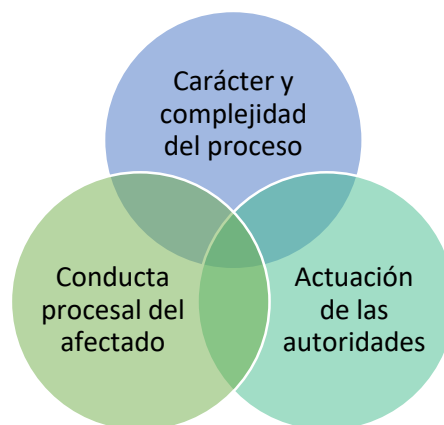 Carácter y
complejidad
del proceso
Conducta
procesal del
afectado
Actuación
de las
autoridades